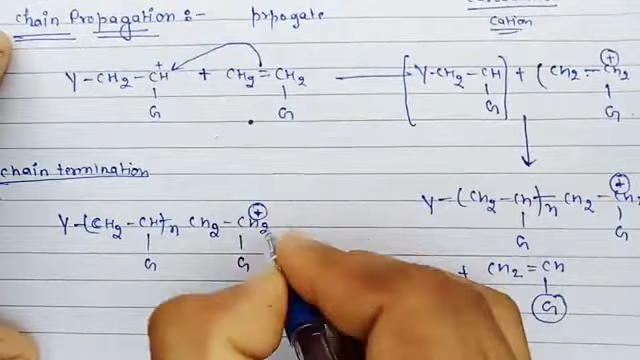 chain Propagation :- prpogate
cation
Y-CH2-CH+ + CH2=CH2 [Y-CH2-CH] + (CH2-CH2+
G G G G
chain termination
Y-(CH2-CH)n CH2-CH2+
G G
Y-(CH2-CH)n CH2-CH2+
G G
+ CH2=CH
G